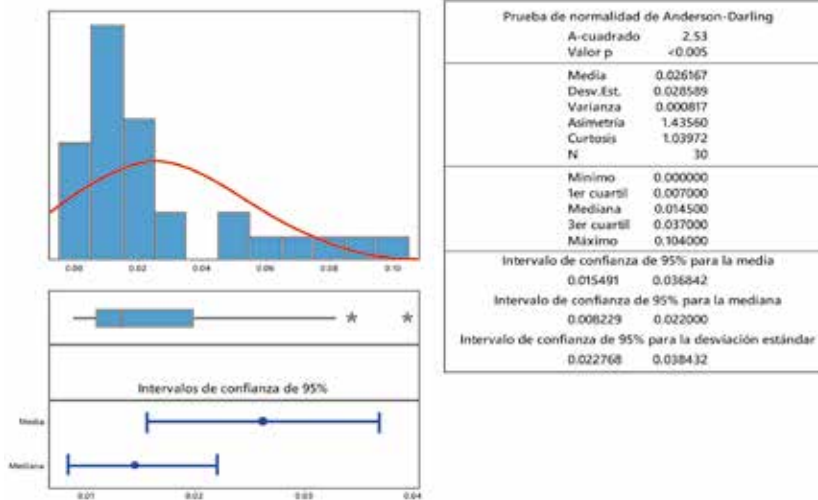 0.00 0.02 0.04 0.06 0.08 0.10
Intervalos de confianza de 95%
Media
Mediana
0.01 0.02 0.03 0.04
Prueba de normalidad de Anderson-Darling
A-cuadrado 2.53
Valor p <0.005
Media 0.026167
Desv.Est. 0.028589
Varianza 0.000817
Asimetría 1.43560
Curtosis 1.03972
N 30
Mínimo 0.000000
1er cuartil 0.007000
Mediana 0.014500
3er cuartil 0.037000
Máximo 0.104000
Intervalo de confianza de 95% para la media
0.015491 0.036842
Intervalo de confianza de 95% para la mediana
0.008229 0.022000
Intervalo de confianza de 95% para la desviación estándar
0.022768 0.038432